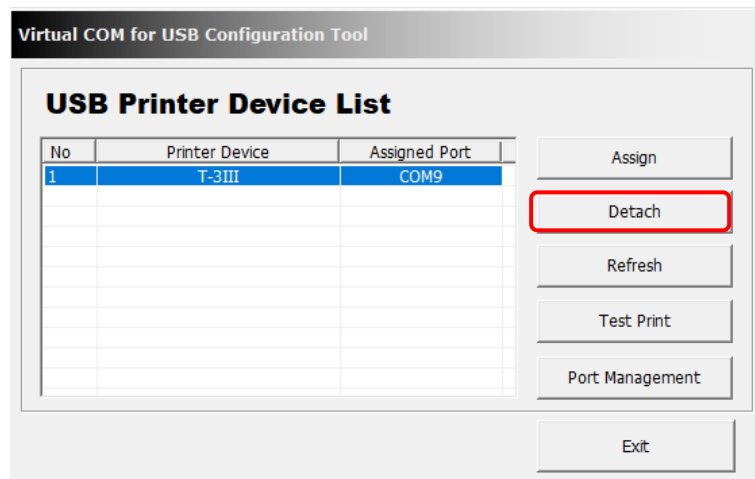 Virtual COM for USB Configuration Tool
USB Printer Device List
No Printer Device Assigned Port
1 T-3III COM9
Assign
Detach
Refresh
Test Print
Port Management
Exit